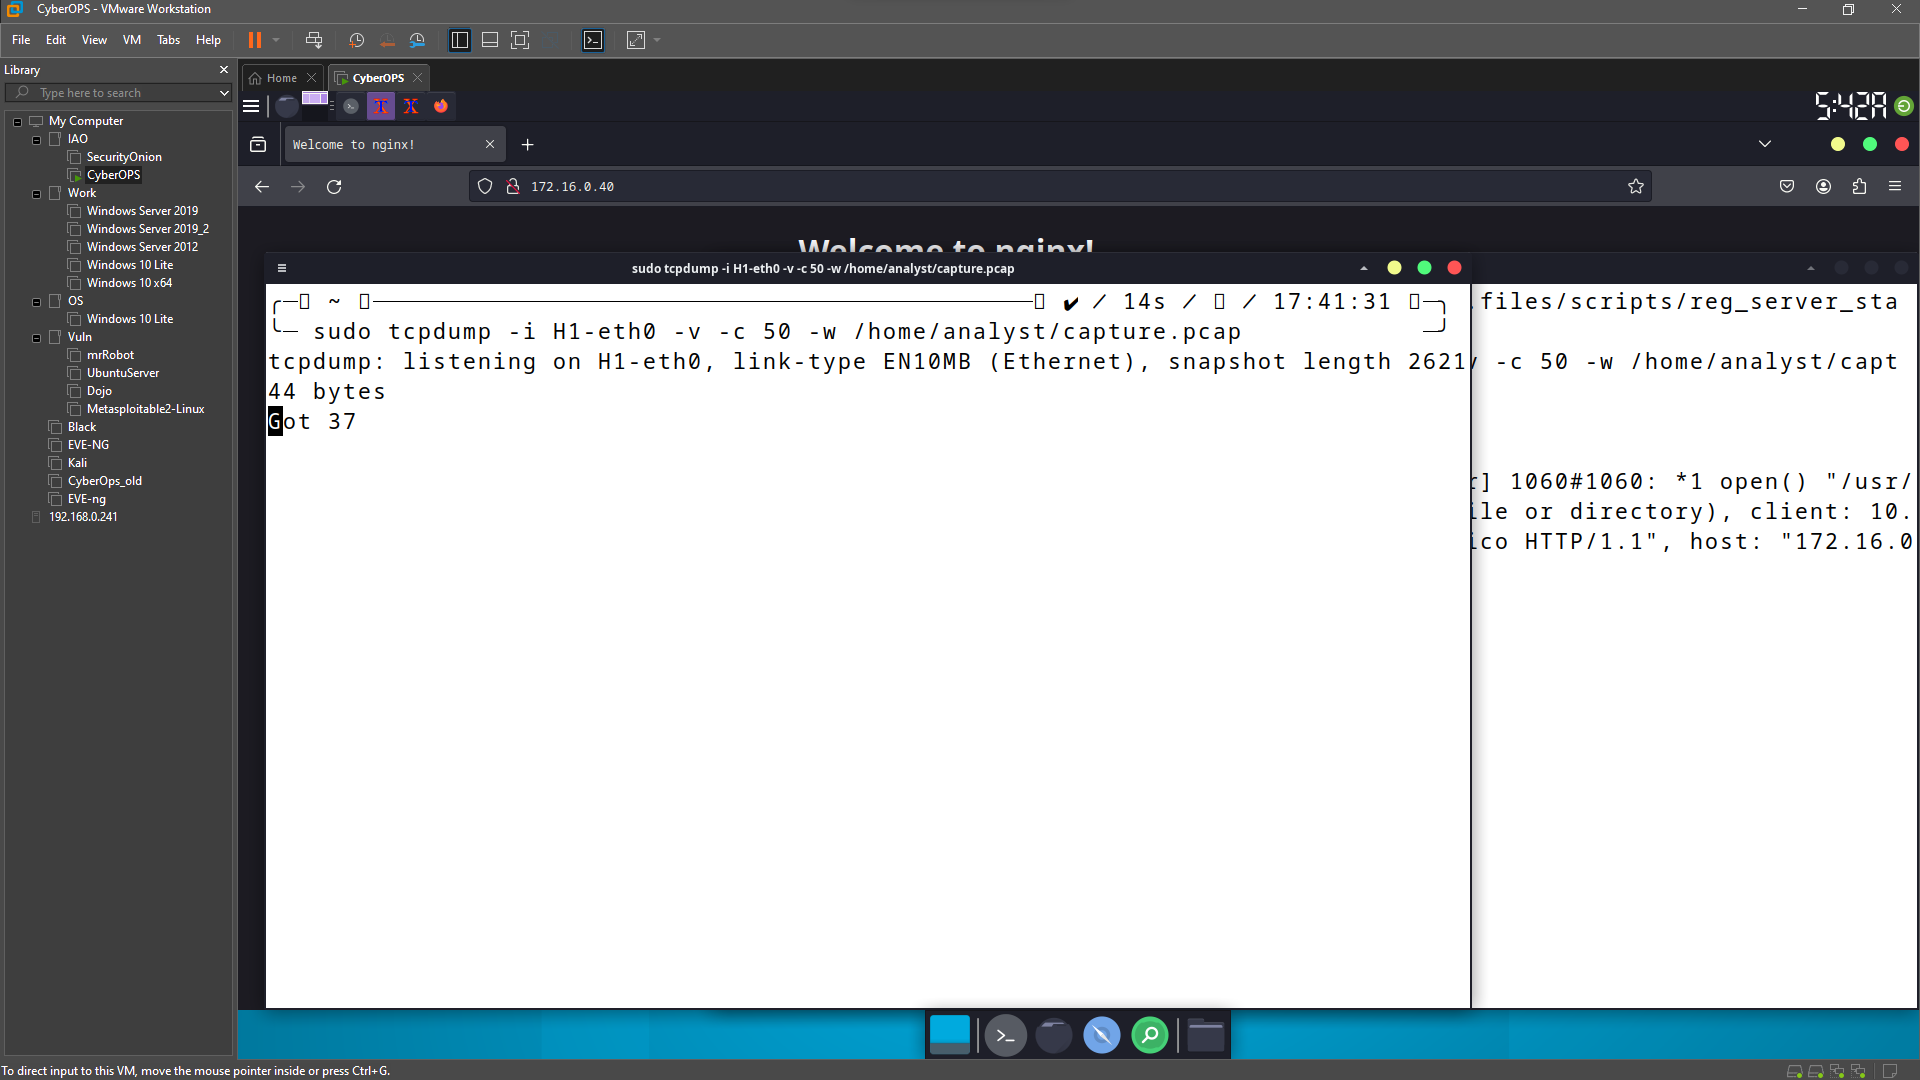 CyberOPS - VMware Workstation
File Edit View VM Tabs Help
Library
Type here to search
My Computer
IAO
SecurityOnion
CyberOPS
Work
Windows Server 2019
Windows Server 2019_2
Windows Server 2012
Windows 10 Lite
Windows 10 x64
OS
Windows 10 Lite
Vuln
mrRobot
UbuntuServer
Dojo
Metasploitable2-Linux
Black
EVE-NG
Kali
CyberOps_old
EVE-ng
192.168.0.241
Home
CyberOPS
5:42A
Welcome to nginx!
172.16.0.40
Welcome to nginx!
sudo tcpdump -i H1-eth0 -v -c 50 -w /home/analyst/capture.pcap
~ ✔ / 14s / / 17:41:31
sudo tcpdump -i H1-eth0 -v -c 50 -w /home/analyst/capture.pcap
tcpdump: listening on H1-eth0, link-type EN10MB (Ethernet), snapshot length 2621
44 bytes
Got 37
.files/scripts/reg_server_sta
-c 50 -w /home/analyst/capt
r] 1060#1060: *1 open() "/usr/
ile or directory), client: 10.
ico HTTP/1.1", host: "172.16.0
To direct input to this VM, move the mouse pointer inside or press Ctrl+G.